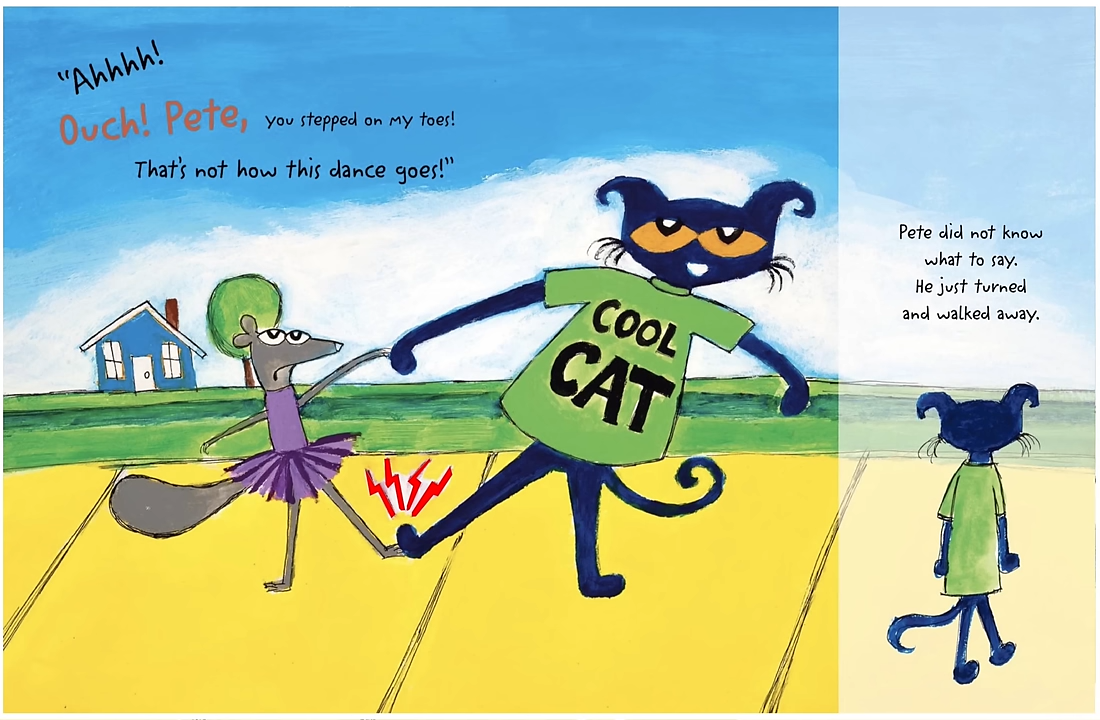 “Ahhhh!
Ouch! Pete, you stepped on my toes!
That's not how this dance goes!”
COOL
CAT
Pete did not know
what to say.
He just turned
and walked away.